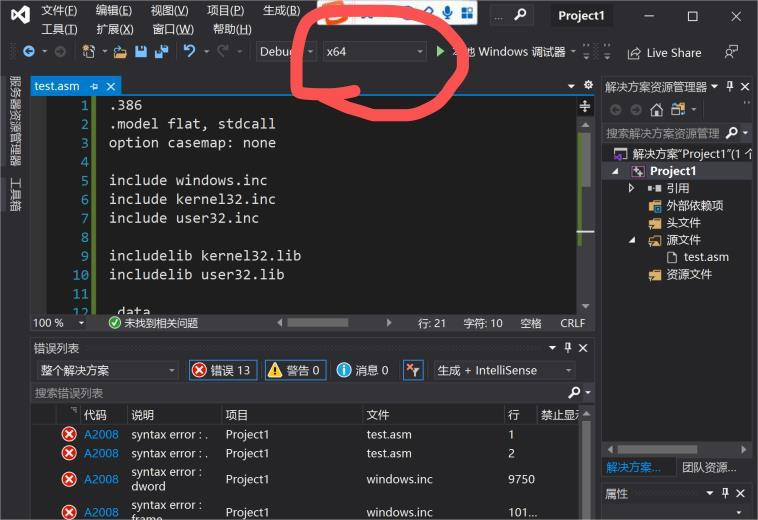 文件(F) 编辑(E) 视图(V) 项目(P) 生成(B) ... Project1
工具(T) 扩展(X) 窗口(W) 帮助(H)
Debug x64 Windows 调试器 Live Share
服务器资源管理器
工具箱
test.asm
1 .386
2 .model flat, stdcall
3 option casemap: none
4
5 include windows.inc
6 include kernel32.inc
7 include user32.inc
8
9 includelib kernel32.lib
10 includelib user32.lib
11
12 .data
100 % 未找到相关问题 行: 21 字符: 10 空格 CRLF
解决方案资源管理器
搜索解决方案资源管理
解决方案"Project1"(1 个
Project1
引用
外部依赖项
头文件
源文件
test.asm
资源文件
解决方案... 团队资源...
属性
错误列表
整个解决方案 错误 13 警告 0 消息 0 生成 + IntelliSense
搜索错误列表
代码 说明 项目 文件 行 禁止显示
A2008 syntax error : . Project1 test.asm 1
A2008 syntax error : . Project1 test.asm 2
A2008 syntax error : dword Project1 windows.inc 9750
A2008 syntax error : frame Project1 windows.inc 101...